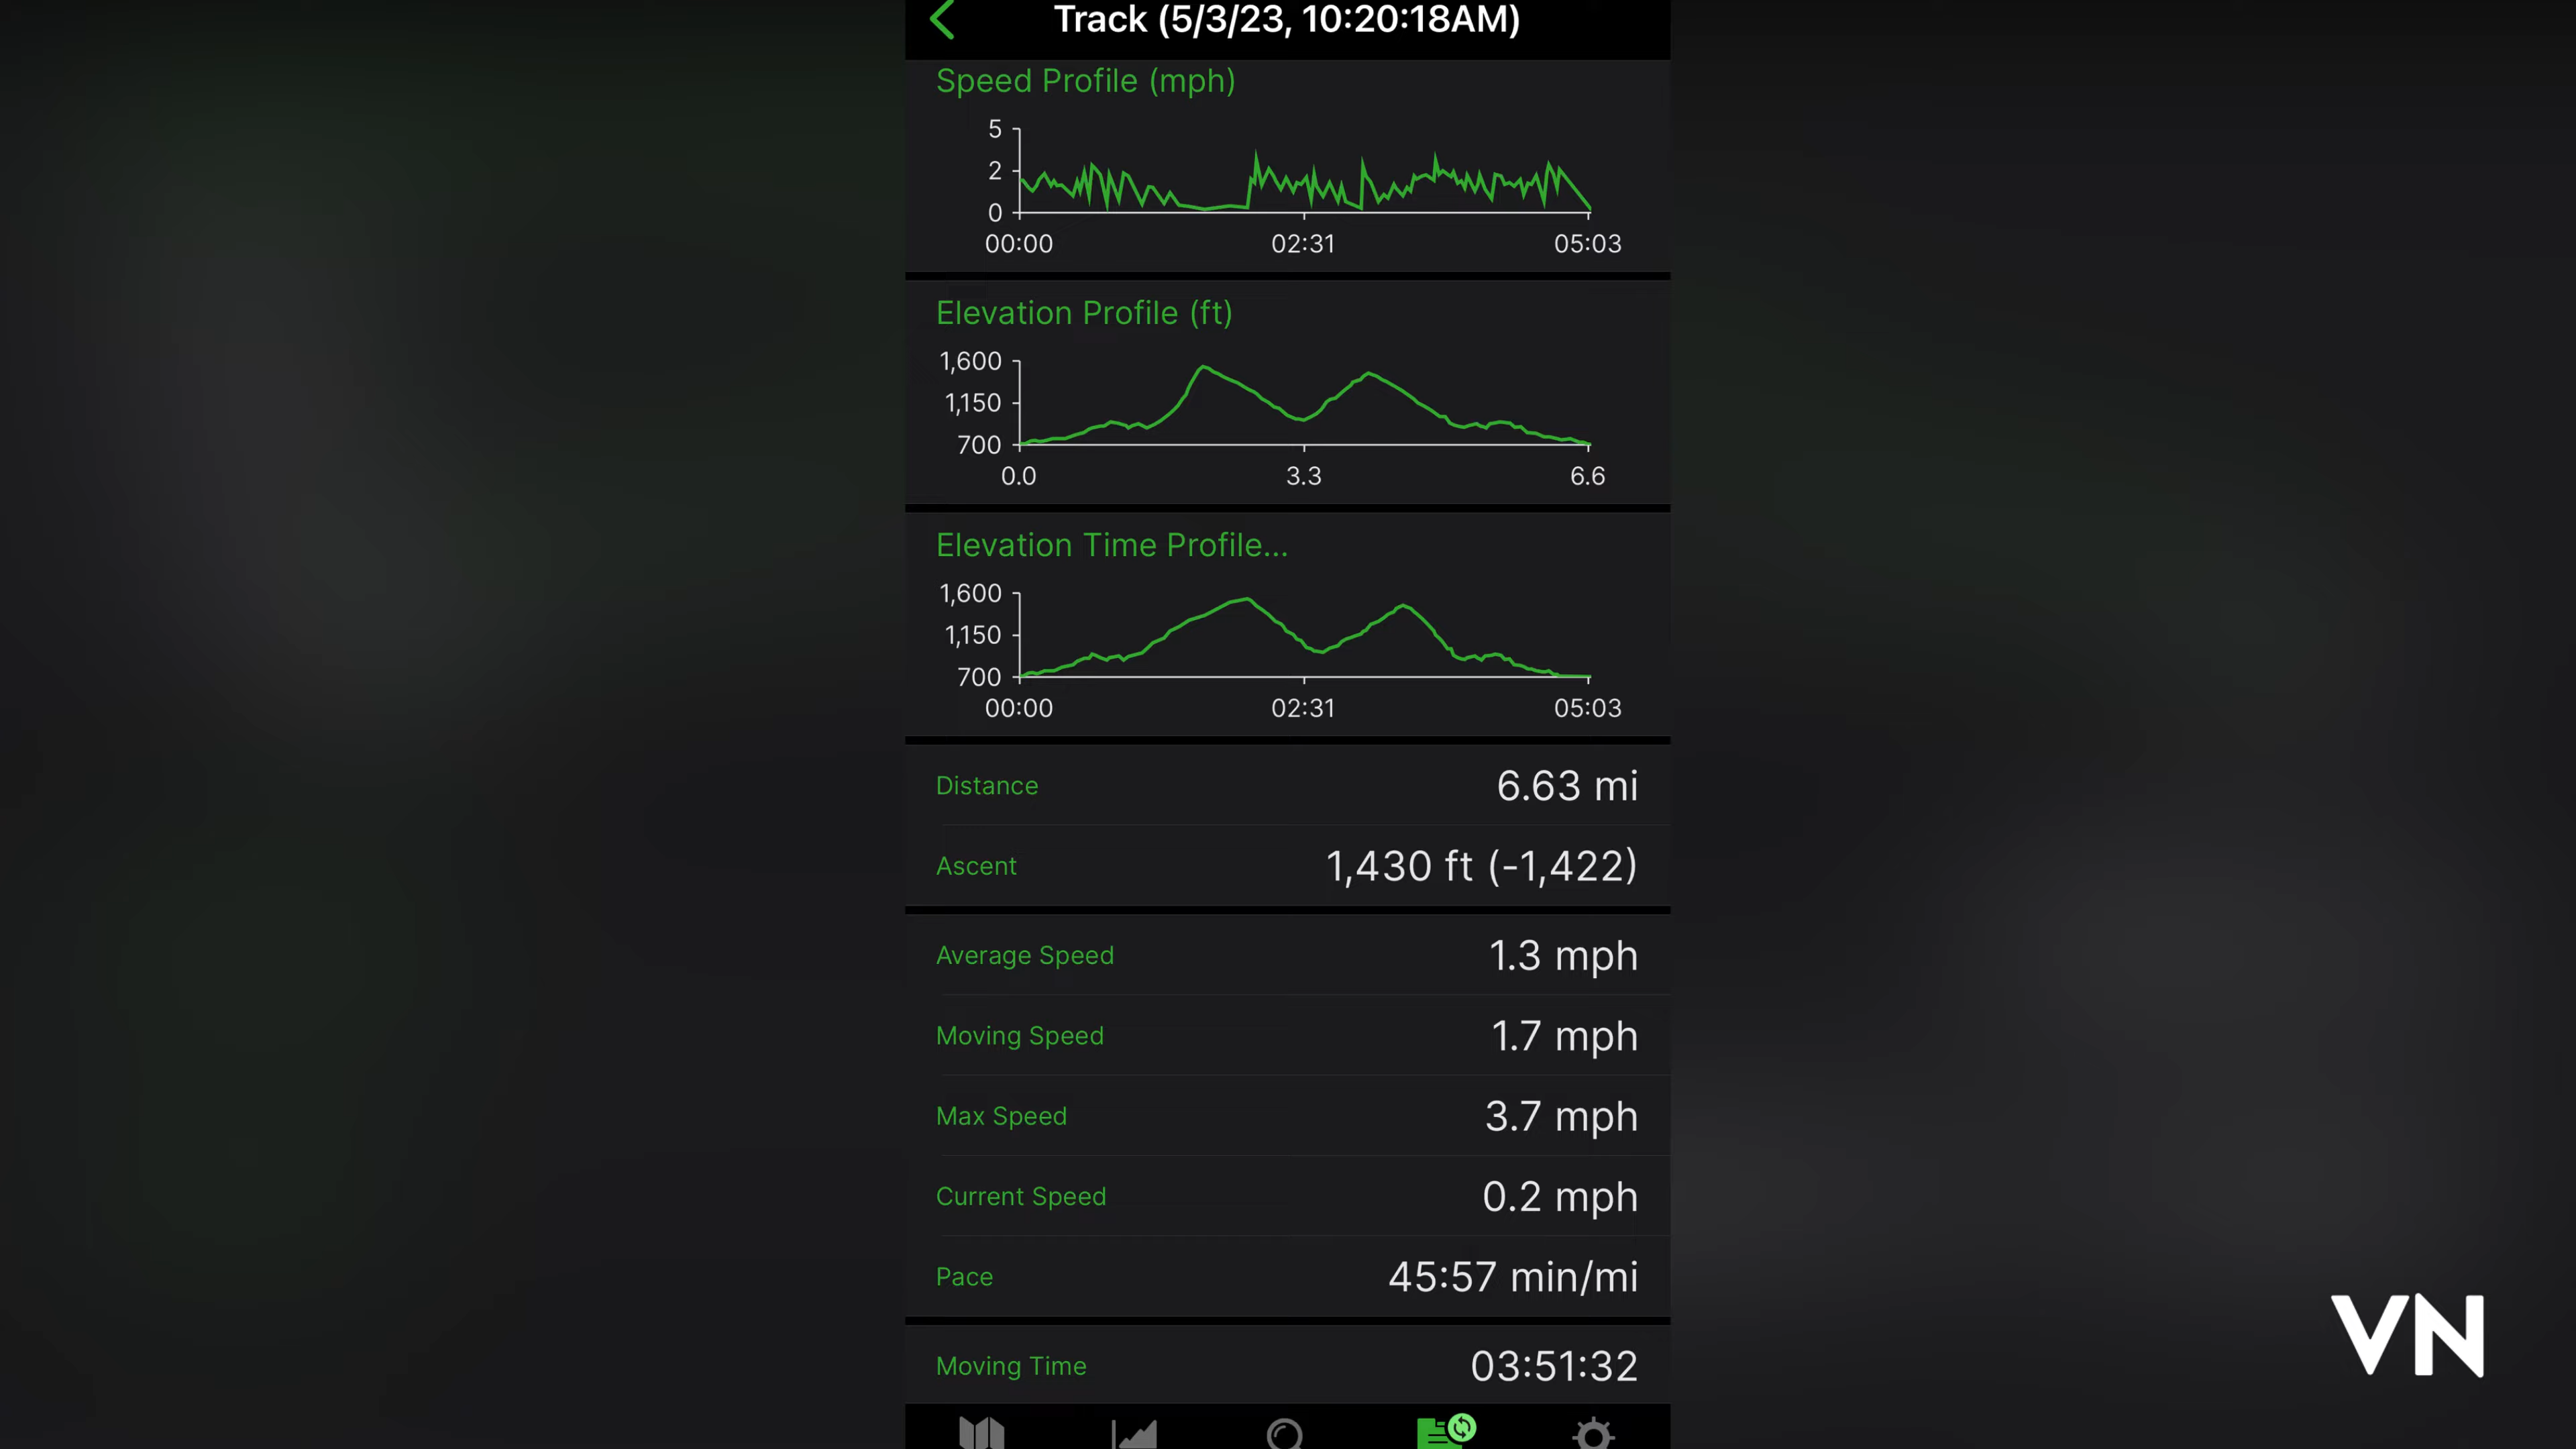 Track (5/3/23, 10:20:18AM)
Speed Profile (mph)
5
2
0
00:00 02:31 05:03
Elevation Profile (ft)
1,600
1,150
700
0.0 3.3 6.6
Elevation Time Profile...
1,600
1,150
700
00:00 02:31 05:03
Distance 6.63 mi
Ascent 1,430 ft (-1,422)
Average Speed 1.3 mph
Moving Speed 1.7 mph
Max Speed 3.7 mph
Current Speed 0.2 mph
Pace 45:57 min/mi
Moving Time 03:51:32
VN